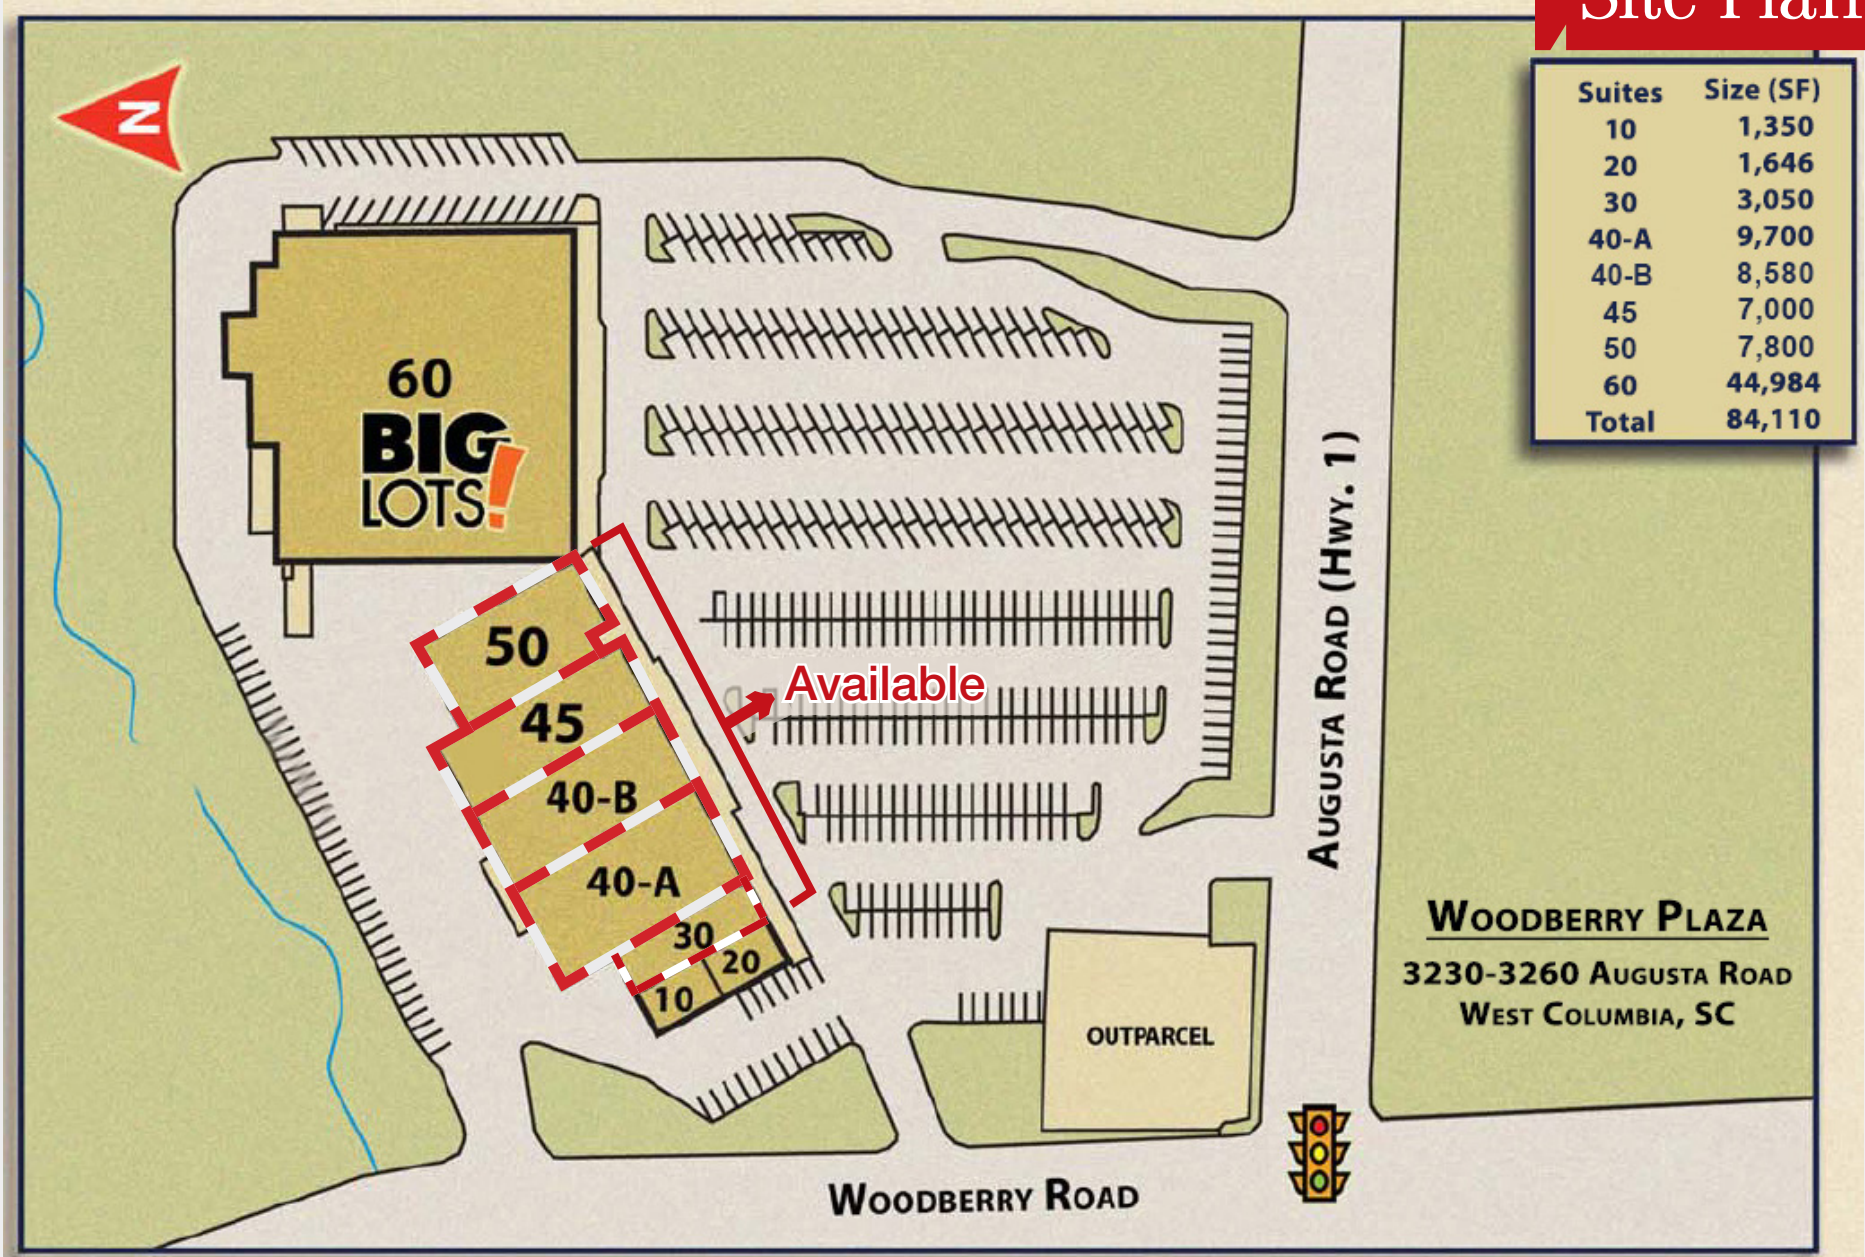 Site Plan
N
Suites Size (SF)
10 1,350
20 1,646
30 3,050
40-A 9,700
40-B 8,580
45 7,000
50 7,800
60 44,984
Total 84,110
60
BIG
LOTS!
50
45
40-B
40-A
30
20
10
Available
AUGUSTA ROAD (HWY. 1)
WOODBERRY PLAZA
3230-3260 AUGUSTA ROAD
WEST COLUMBIA, SC
OUTPARCEL
WOODBERRY ROAD